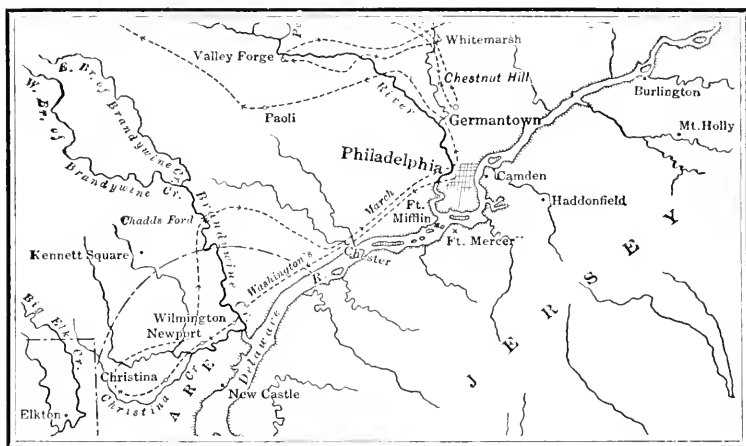 Whitemarsh
Valley Forge
Chestnut Hill
E. Br. of Brandywine Cr.
W. Br. of Brandywine Cr.
River
Burlington
Paoli
Germantown
Mt. Holly
Philadelphia
Camden
Haddonfield
Washington's March
Ft. Mifflin
Ft. Mercer
Chadds Ford
Brandywine C.
Kennett Square
Chester
Delaware R.
JERSEY
Wilmington
Newport
Big Elk Cr.
Christina
Christina Cr.
ARE
New Castle
Elkton